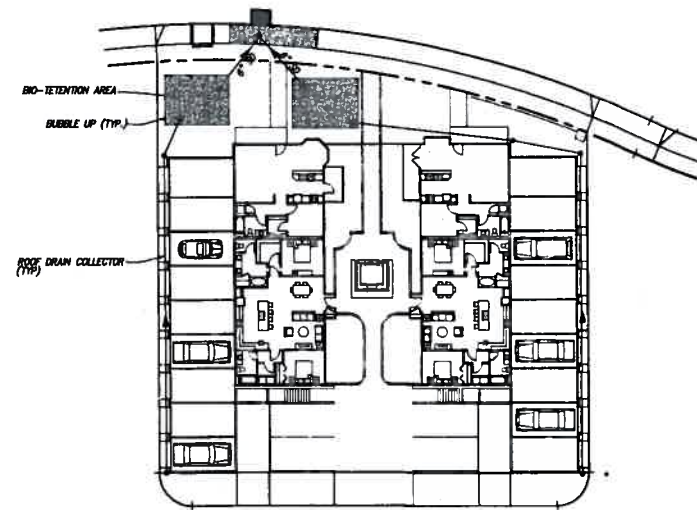 BIO-TETENTION AREA
BUBBLE UP (TYP.)
ROOF DRAIN COLLECTOR
(TYP)